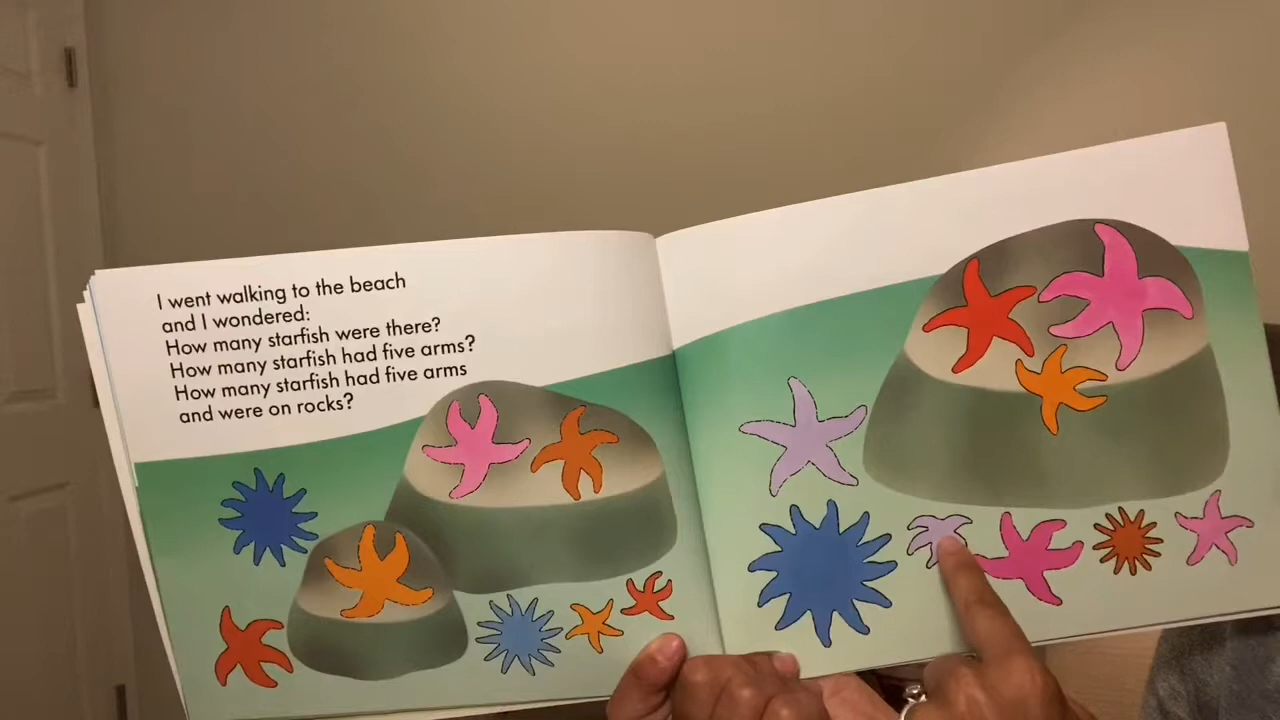 I went walking to the beach
and I wondered:
How many starfish were there?
How many starfish had five arms?
How many starfish had five arms
and were on rocks?